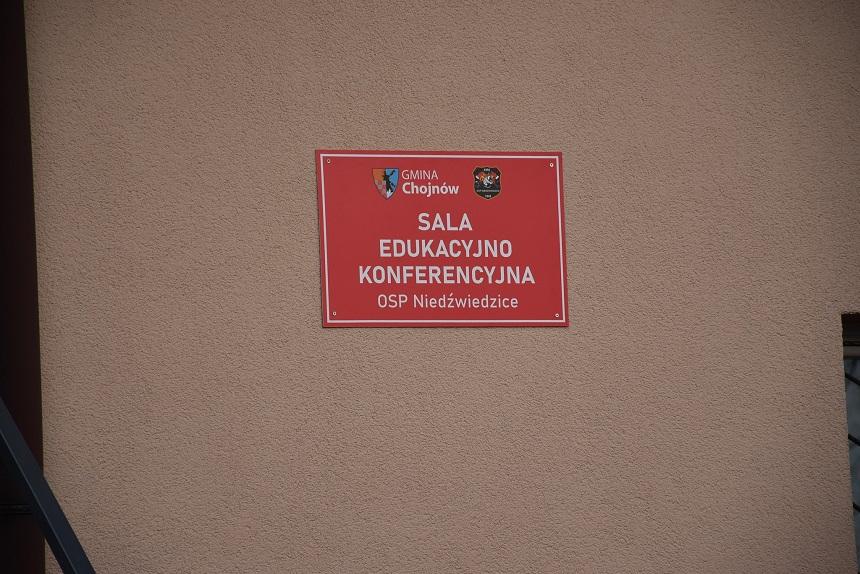 GMINA
Chojnów
SALA
EDUKACYJNO
KONFERENCYJNA
OSP Niedźwiedzice